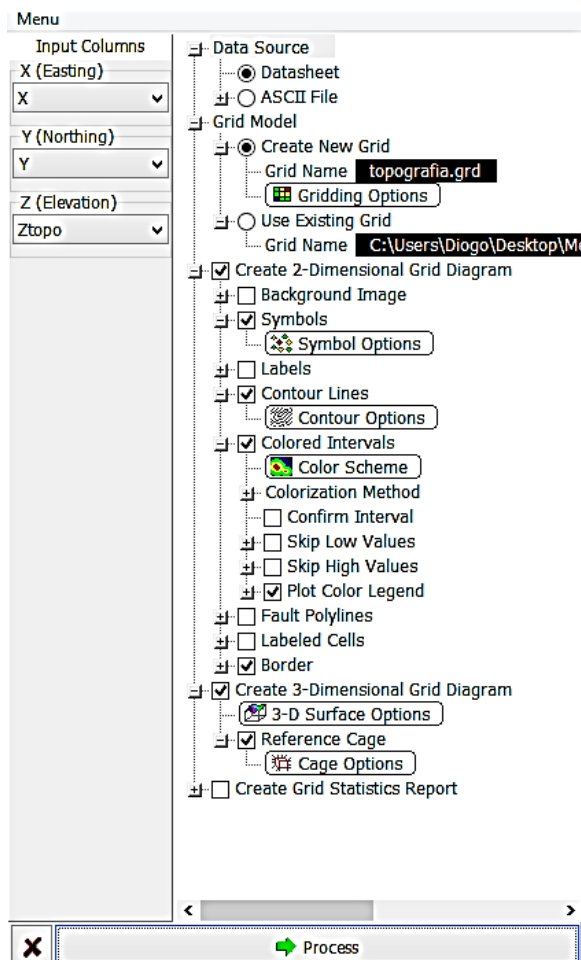 Menu
Input Columns
X (Easting)
X
Y (Northing)
Y
Z (Elevation)
Ztopo
Data Source
Datasheet
ASCII File
Grid Model
Create New Grid
Grid Name topografia.grd
Gridding Options
Use Existing Grid
Grid Name C:\Users\Diogo\Desktop\Me
Create 2-Dimensional Grid Diagram
Background Image
Symbols
Symbol Options
Labels
Contour Lines
Contour Options
Colored Intervals
Color Scheme
Colorization Method
Confirm Interval
Skip Low Values
Skip High Values
Plot Color Legend
Fault Polylines
Labeled Cells
Border
Create 3-Dimensional Grid Diagram
3-D Surface Options
Reference Cage
Cage Options
Create Grid Statistics Report
Process